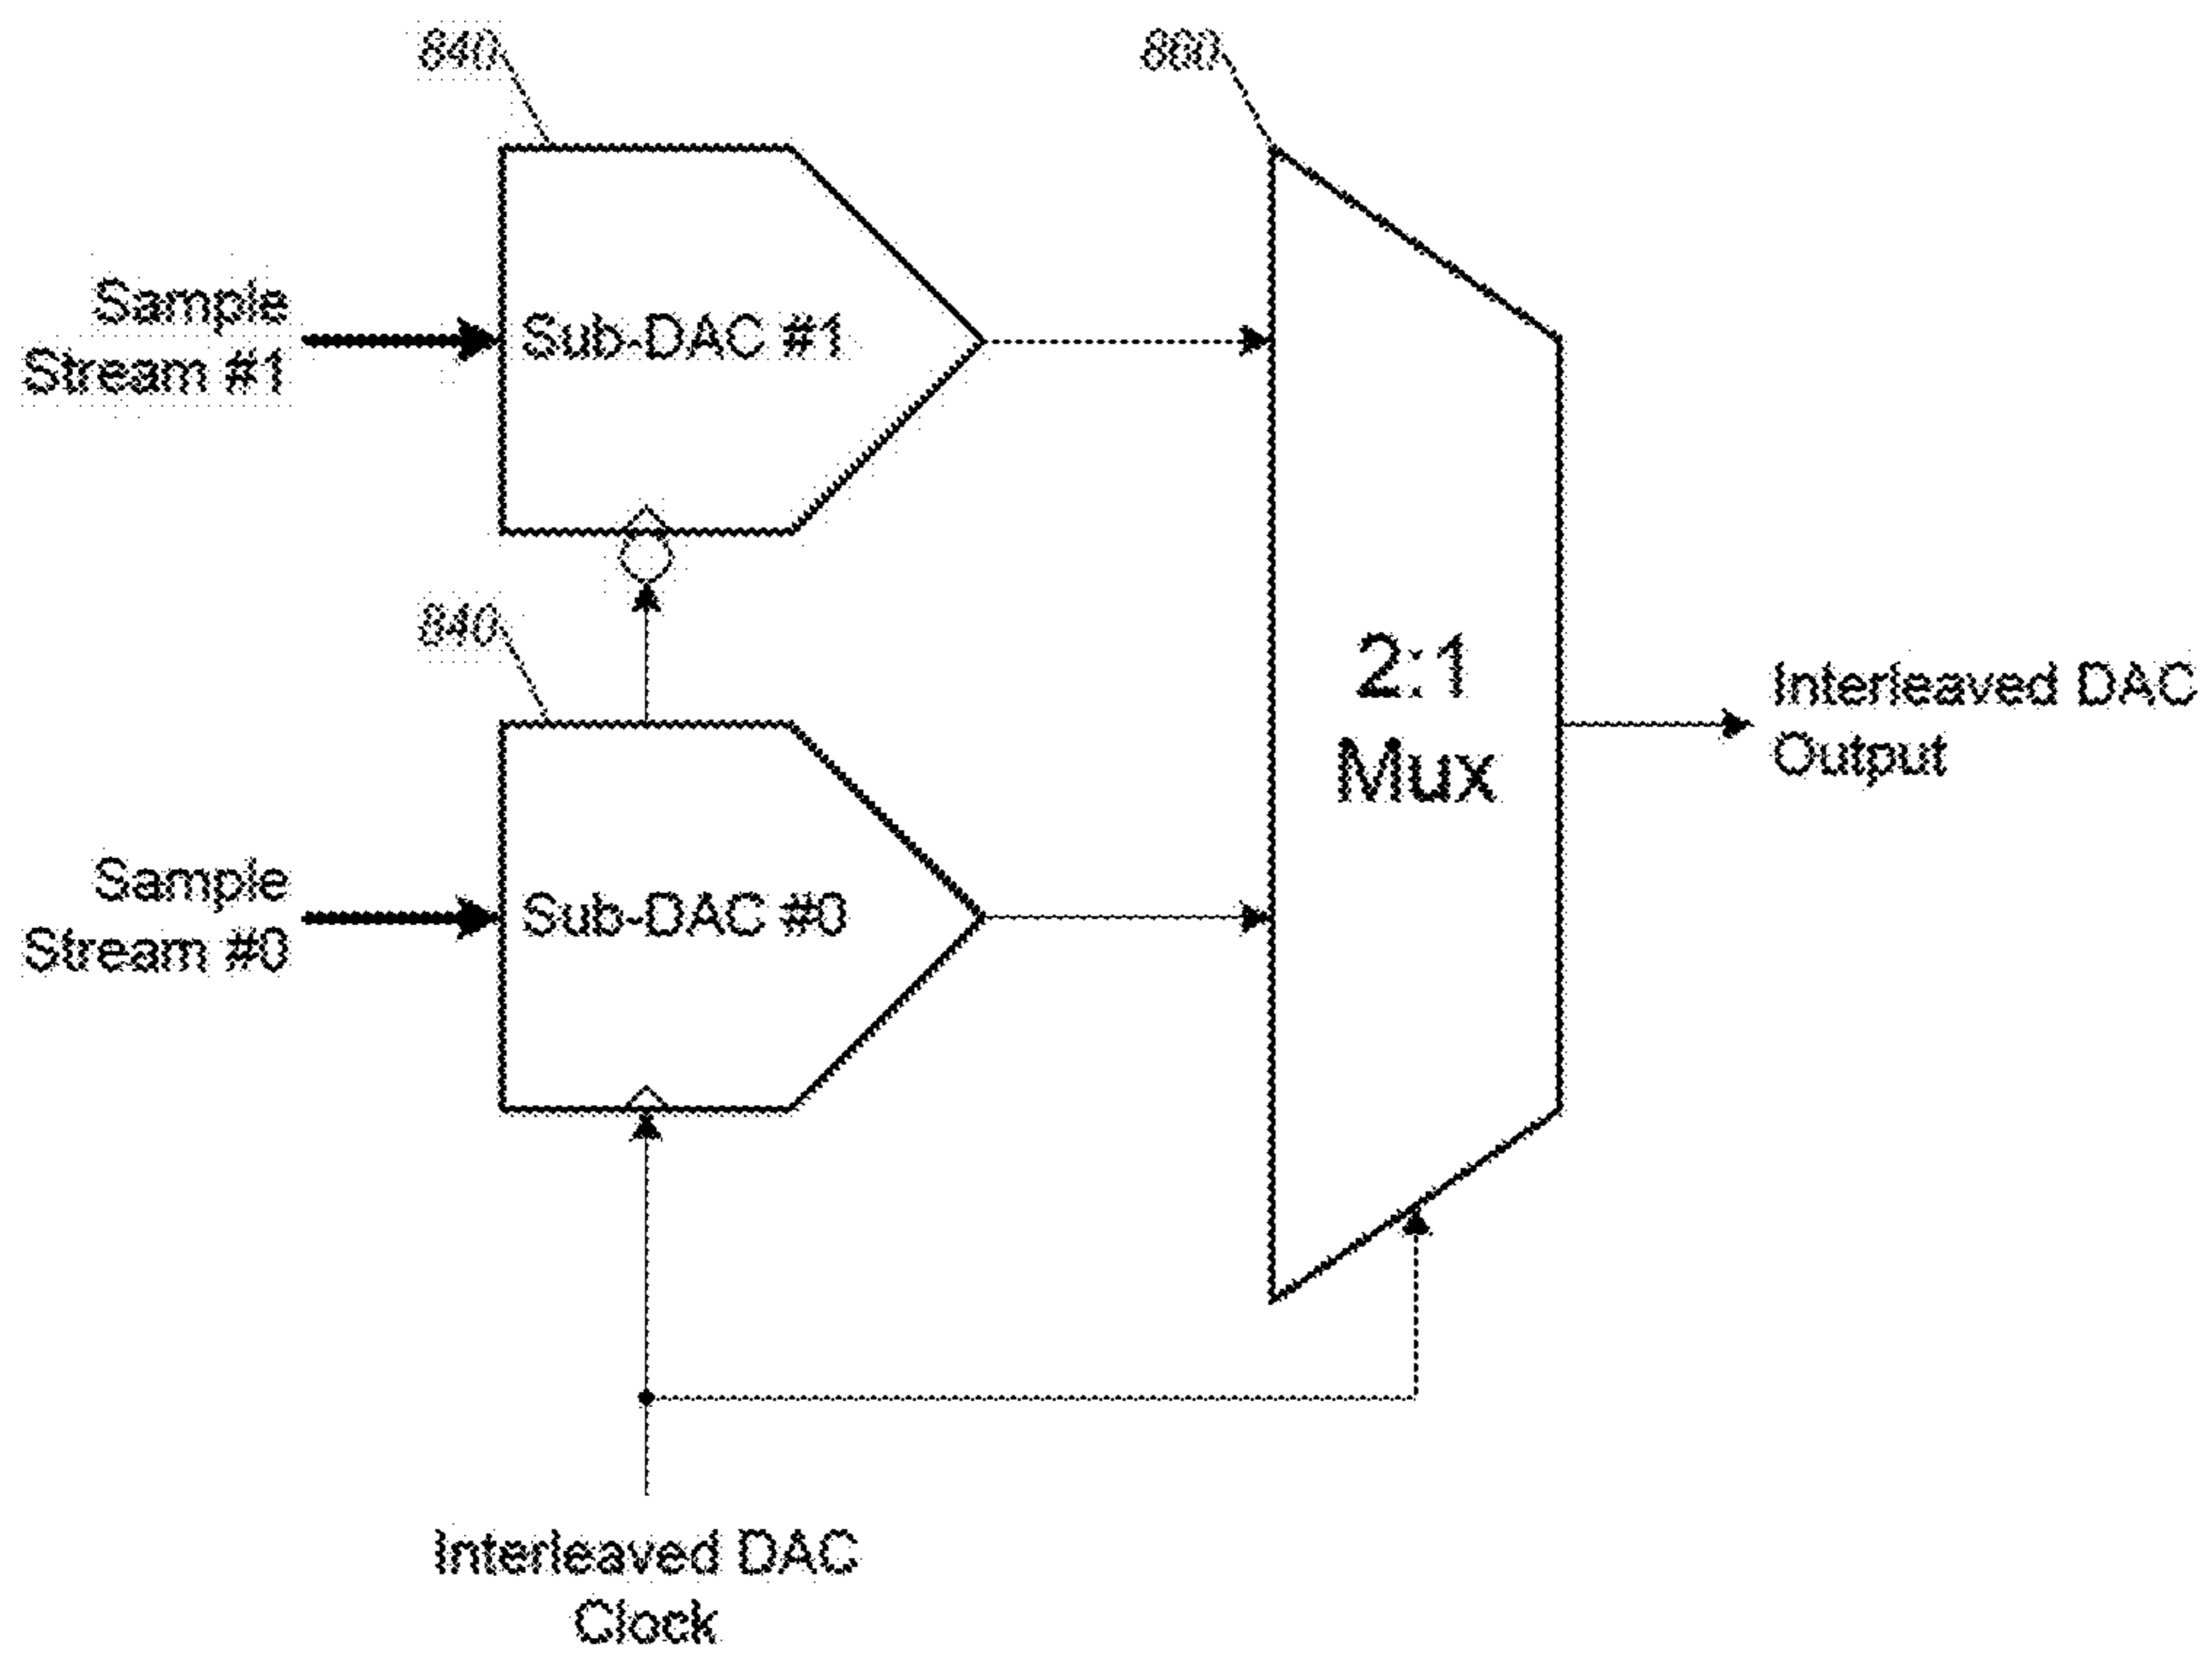 840
800
Sample
Stream #1
Sub-DAC #1
840
2:1
Mux
Interleaved DAC
Output
Sample
Stream #0
Sub-DAC #0
Interleaved DAC
Clock